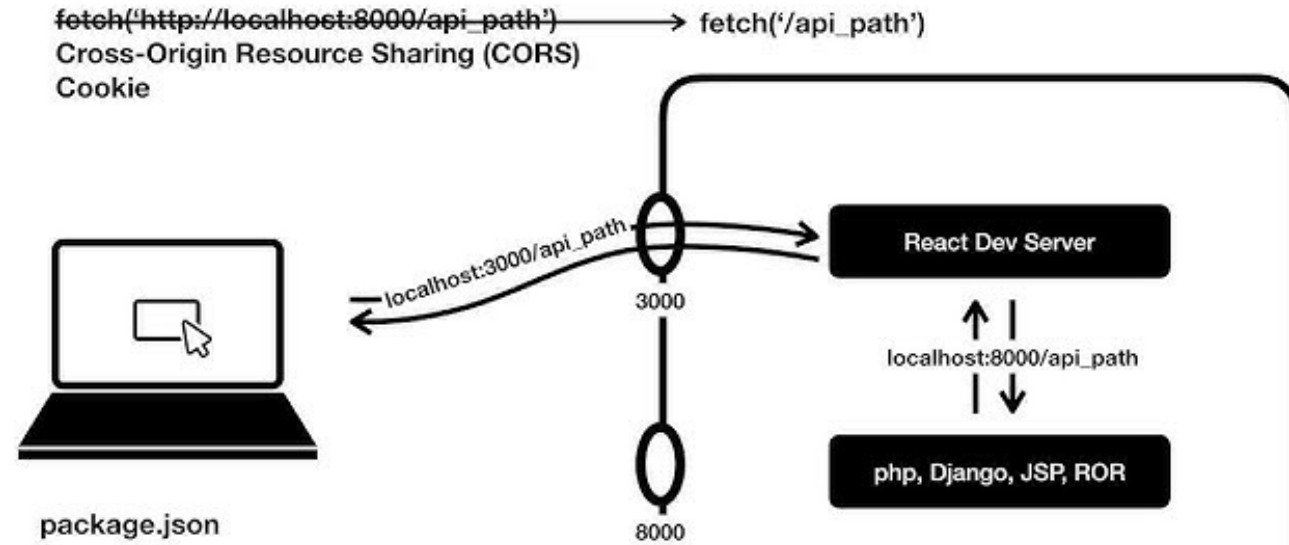 fetch(‘http://localhost:8000/api_path’) fetch(‘/api_path’)
Cross-Origin Resource Sharing (CORS)
Cookie
localhost:3000/api_path
React Dev Server
3000
localhost:8000/api_path
php, Django, JSP, ROR
package.json
8000